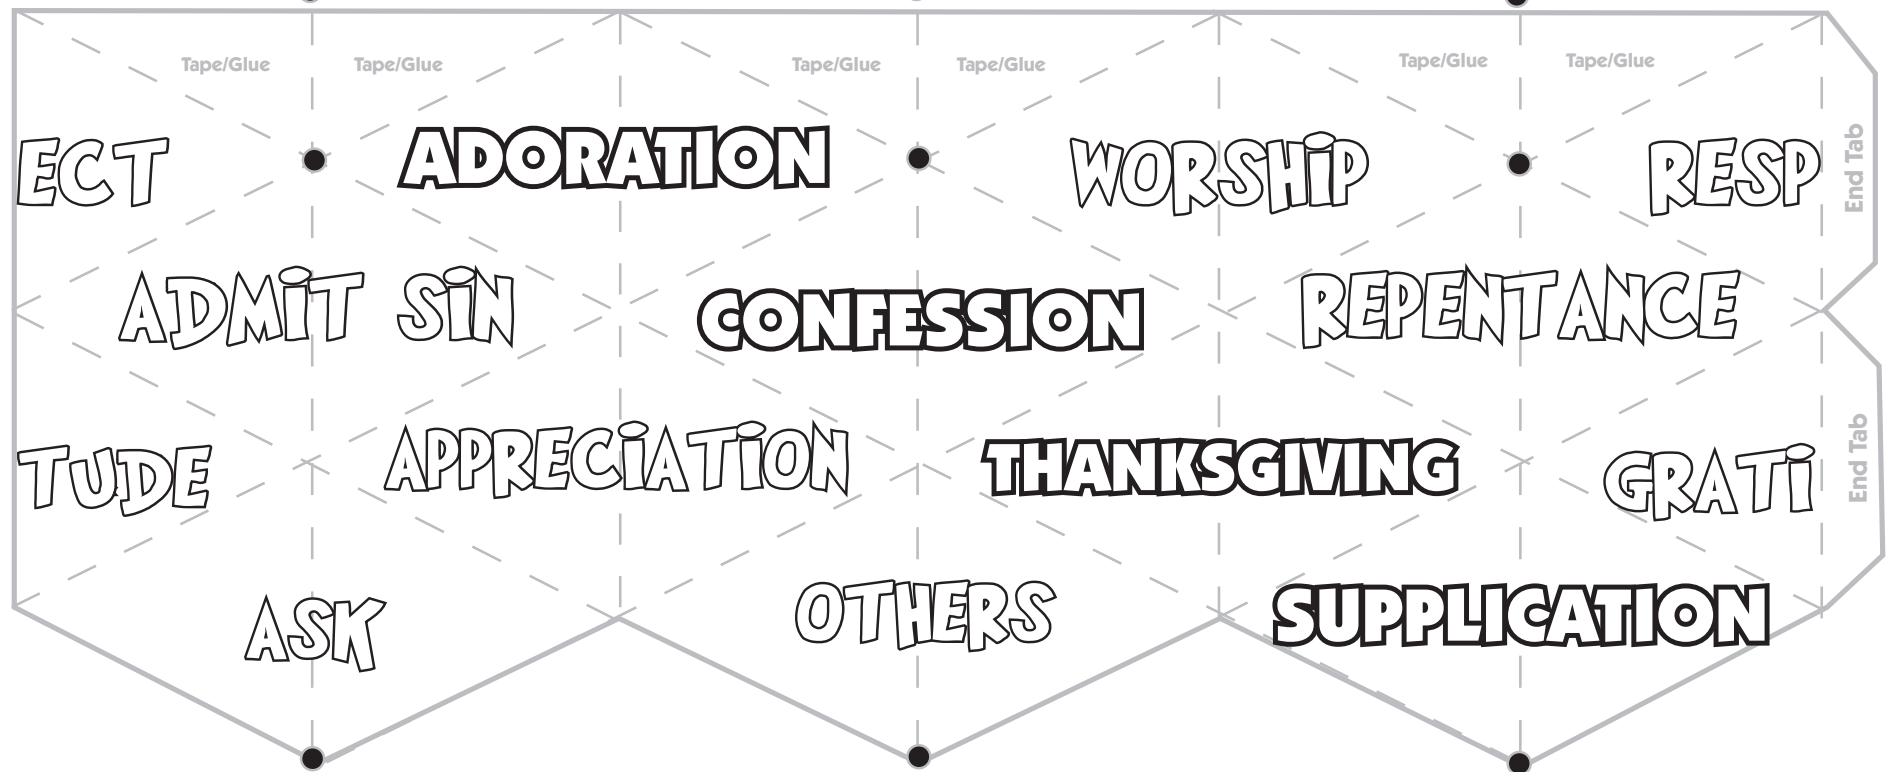 Tape/Glue Tape/Glue Tape/Glue Tape/Glue Tape/Glue Tape/Glue
ECT ADORATION WORSHiP RESP End Tab
ADMiT SiN CONFESSION REPENTANCE
TUDE APPRECiATiON THANKSGIVING GRATi End Tab
ASK OTHERS SUPPLICATION